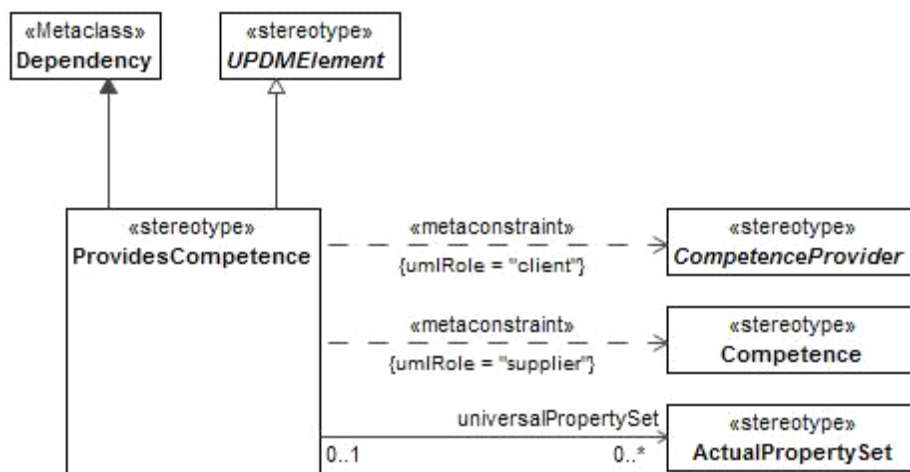 «Metaclass»
Dependency
«stereotype»
UPDMElement
«stereotype»
ProvidesCompetence
«metaconstraint»
{umlRole = "client"}
«stereotype»
CompetenceProvider
«metaconstraint»
{umlRole = "supplier"}
«stereotype»
Competence
universalPropertySet
0..1
0..*
«stereotype»
ActualPropertySet